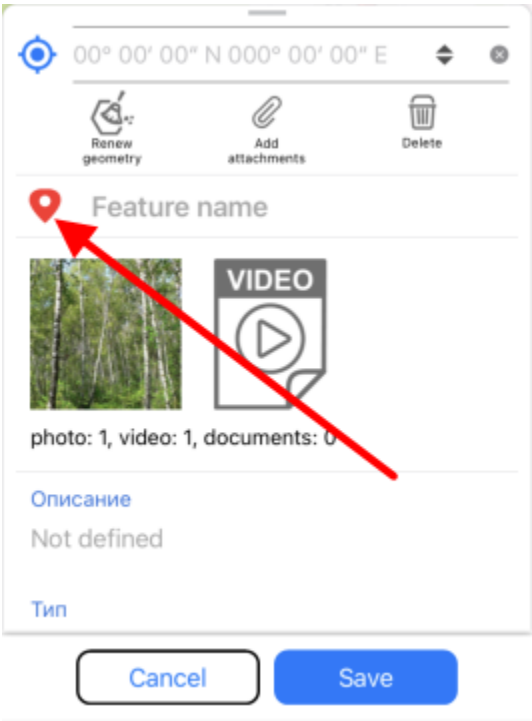 00° 00' 00" N 000° 00' 00" E
Renew geometry
Add attachments
Delete
Feature name
VIDEO
photo: 1, video: 1, documents: 0
Описание
Not defined
Тип
Cancel
Save